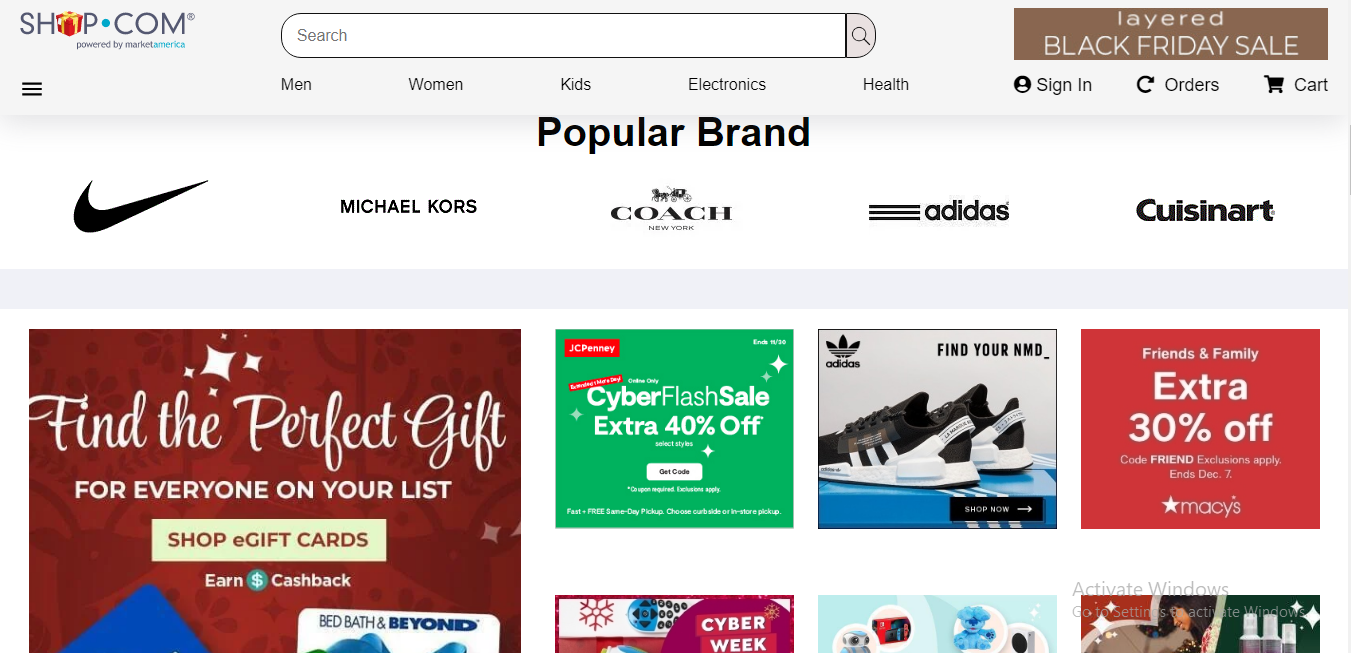 SHOP•COM®
powered by marketamerica
Search
layered
BLACK FRIDAY SALE
Men
Women
Kids
Electronics
Health
Sign In
Orders
Cart
Popular Brand
MICHAEL KORS
COACH
NEW YORK
adidas
Cuisinart
Find the Perfect Gift
FOR EVERYONE ON YOUR LIST
SHOP eGIFT CARDS
Earn $ Cashback
BED BATH & BEYOND
JCPenney
Ends 11/30
Extended 1 More Day!
Online Only
CyberFlashSale
Extra 40% Off
select styles
Get Code
*Coupon required. Exclusions apply.
Fast + FREE Same-Day Pickup. Choose curbside or in-store pickup.
adidas
FIND YOUR NMD_
SHOP NOW
Friends & Family
Extra
30% off
Code FRIEND Exclusions apply.
Ends Dec. 7.
macy's
CYBER
WEEK
Activate Windows
Go to Settings to activate Windows.